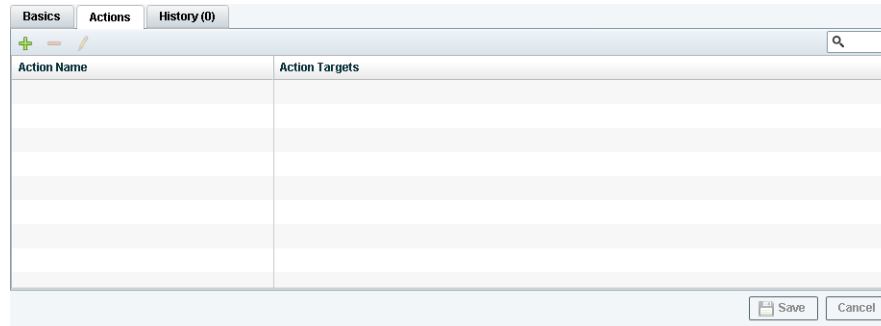 Basics Actions History (0)
Action Name Action Targets
Save Cancel